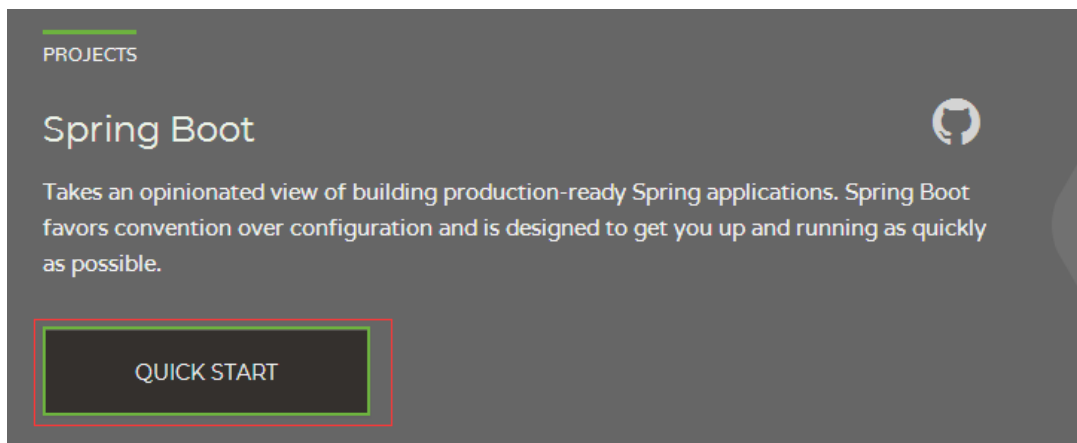 PROJECTS
Spring Boot
Takes an opinionated view of building production-ready Spring applications. Spring Boot
favors convention over configuration and is designed to get you up and running as quickly
as possible.
QUICK START